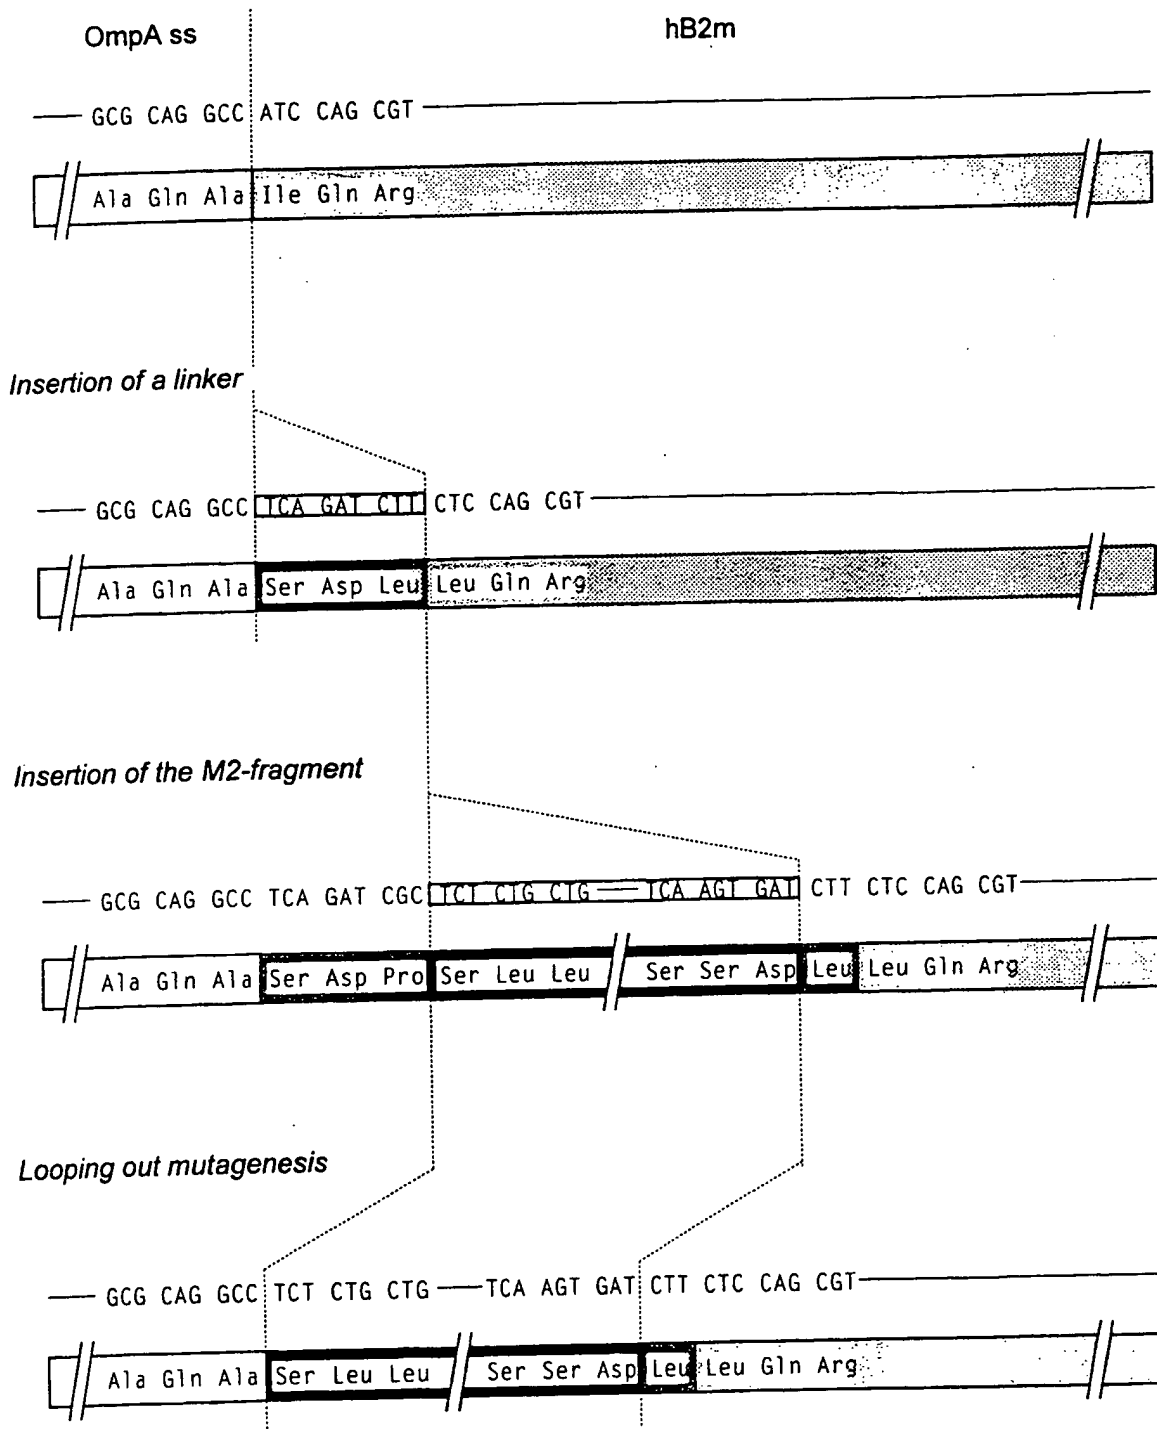 OmpA ss hB2m
GCG CAG GCC ATC CAG CGT
Ala Gln Ala Ile Gln Arg
Insertion of a linker
GCG CAG GCC TCA GAT CTT CTC CAG CGT
Ala Gln Ala Ser Asp Leu Leu Gln Arg
Insertion of the M2-fragment
GCG CAG GCC TCA GAT CGC TCT CTG CTG TCA AGT GAT CTT CTC CAG CGT
Ala Gln Ala Ser Asp Pro Ser Leu Leu Ser Ser Asp Leu Leu Gln Arg
Looping out mutagenesis
GCG CAG GCC TCT CTG CTG TCA AGT GAT CTT CTC CAG CGT
Ala Gln Ala Ser Leu Leu Ser Ser Asp Leu Leu Gln Arg